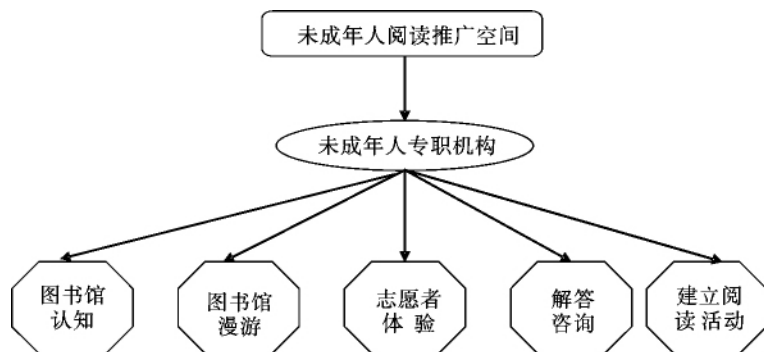 未成年人阅读推广空间
未成年人专职机构
图书馆
认知
图书馆
漫游
志愿者
体 验
解答
咨询
建立阅
读 活动